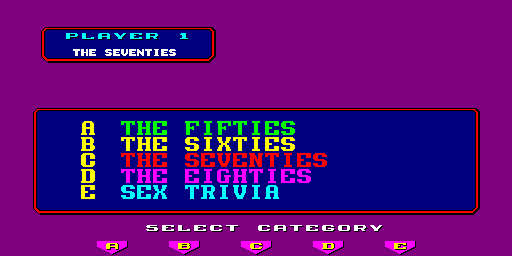 PLAYER 1
THE SEVENTIES
A THE FIFTIES
B THE SIXTIES
C THE SEVENTIES
D THE EIGHTIES
E SEX TRIVIA
SELECT CATEGORY
A B C D E